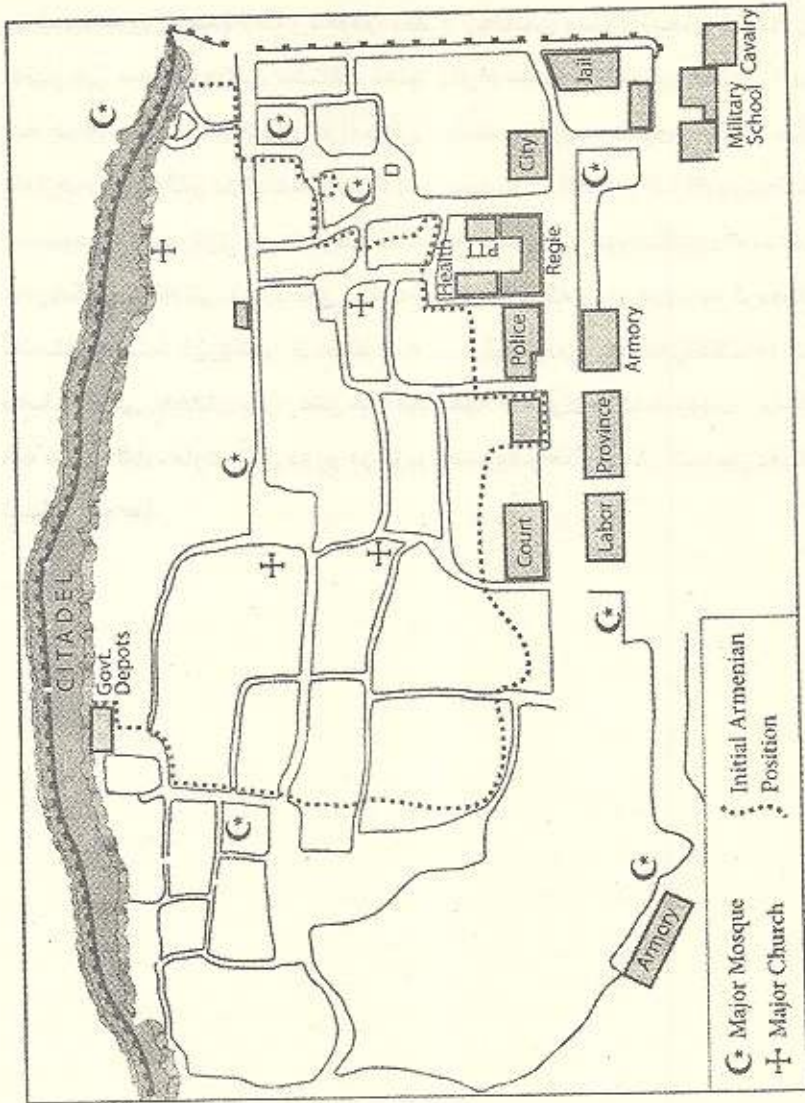 CITADEL
Govt.
Depots
Jail
Cavalry
Military
School
City
Health
PTT
Regie
Police
Armory
Province
Court
Labor
Armory
Initial Armenian
Position
Major Mosque
Major Church